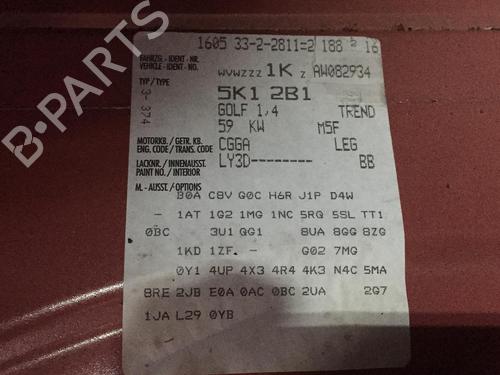 1605 33-2-2811=2 188 2 16
FAHRZG.-IDENT-NR.
VEHICLE-IDENT-NO. WVWZZZ 1K Z AW082934
TYP/TYPE 5K1 2B1
-3- 374
GOLF 1,4 TREND
59 KW M5F
MOTORKB./GETR.KB.
ENG.CODE/TRANS.CODE CGGA LEG
LACKNR./INNENAUSST.
PAINT NO./INTERIOR LY3D-------- BB
M.-AUSST./OPTIONS
B0A C8V G0C H6R J1P D4W
- 1AT 1G2 1MG 1NC 5RQ 5SL TT1
0BC 3U1 QG1 8UA 8GG 8ZG
1KD 1ZF - G02 7MG
0Y1 4UP 4X3 4R4 4K3 N4C 5MA
8RE 2JB E0A 0AC 0BC 2UA 2G7
1JA L29 0YB
B-PARTS